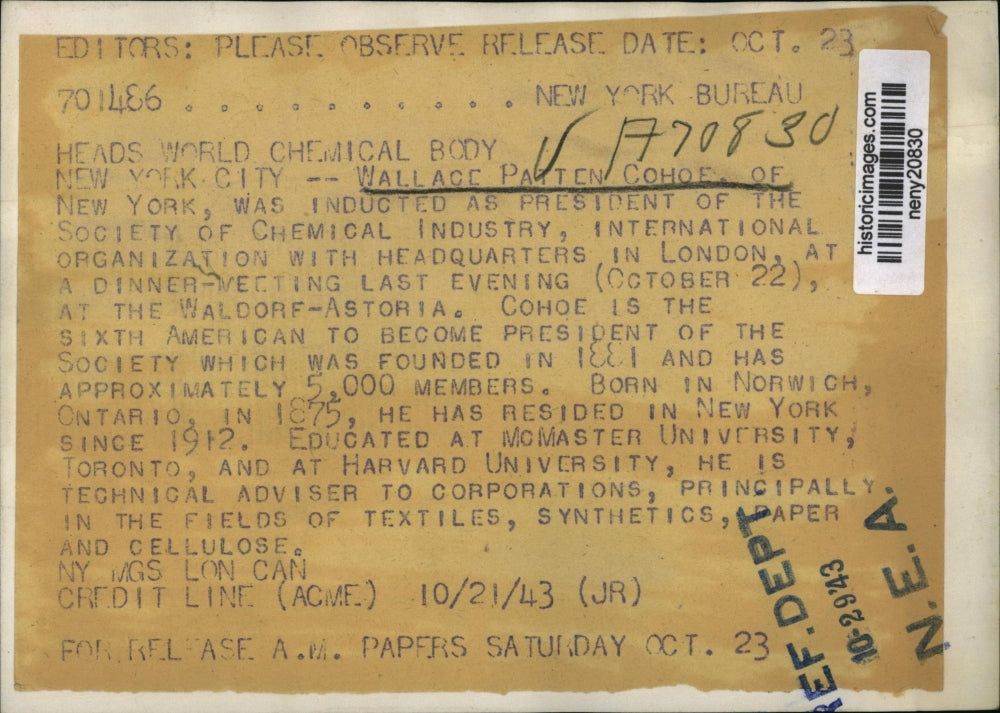 EDITORS: PLEASE OBSERVE RELEASE DATE: OCT. 23
701486 . . . . . . . . . . . . NEW YORK BUREAU
V A70830
HEADS WORLD CHEMICAL BODY
NEW YORK CITY -- WALLACE PATTEN COHOE, OF
NEW YORK, WAS INDUCTED AS PRESIDENT OF THE
SOCIETY OF CHEMICAL INDUSTRY, INTERNATIONAL
ORGANIZATION WITH HEADQUARTERS IN LONDON, AT
A DINNER-MEETING LAST EVENING (OCTOBER 22),
AT THE WALDORF-ASTORIA. COHOE IS THE
SIXTH AMERICAN TO BECOME PRESIDENT OF THE
SOCIETY WHICH WAS FOUNDED IN 1881 AND HAS
APPROXIMATELY 5,000 MEMBERS. BORN IN NORWICH,
ONTARIO, IN 1875, HE HAS RESIDED IN NEW YORK
SINCE 1912. EDUCATED AT MCMASTER UNIVERSITY,
TORONTO, AND AT HARVARD UNIVERSITY, HE IS
TECHNICAL ADVISER TO CORPORATIONS, PRINCIPALLY
IN THE FIELDS OF TEXTILES, SYNTHETICS, PAPER
AND CELLULOSE.
NY MGS LON CAN
CREDIT LINE (ACME) 10/21/43 (JR)
FOR RELEASE A.M. PAPERS SATURDAY OCT. 23
historicimages.com
neny20830
REF. DEPT.
10-29-43
N. E. A.